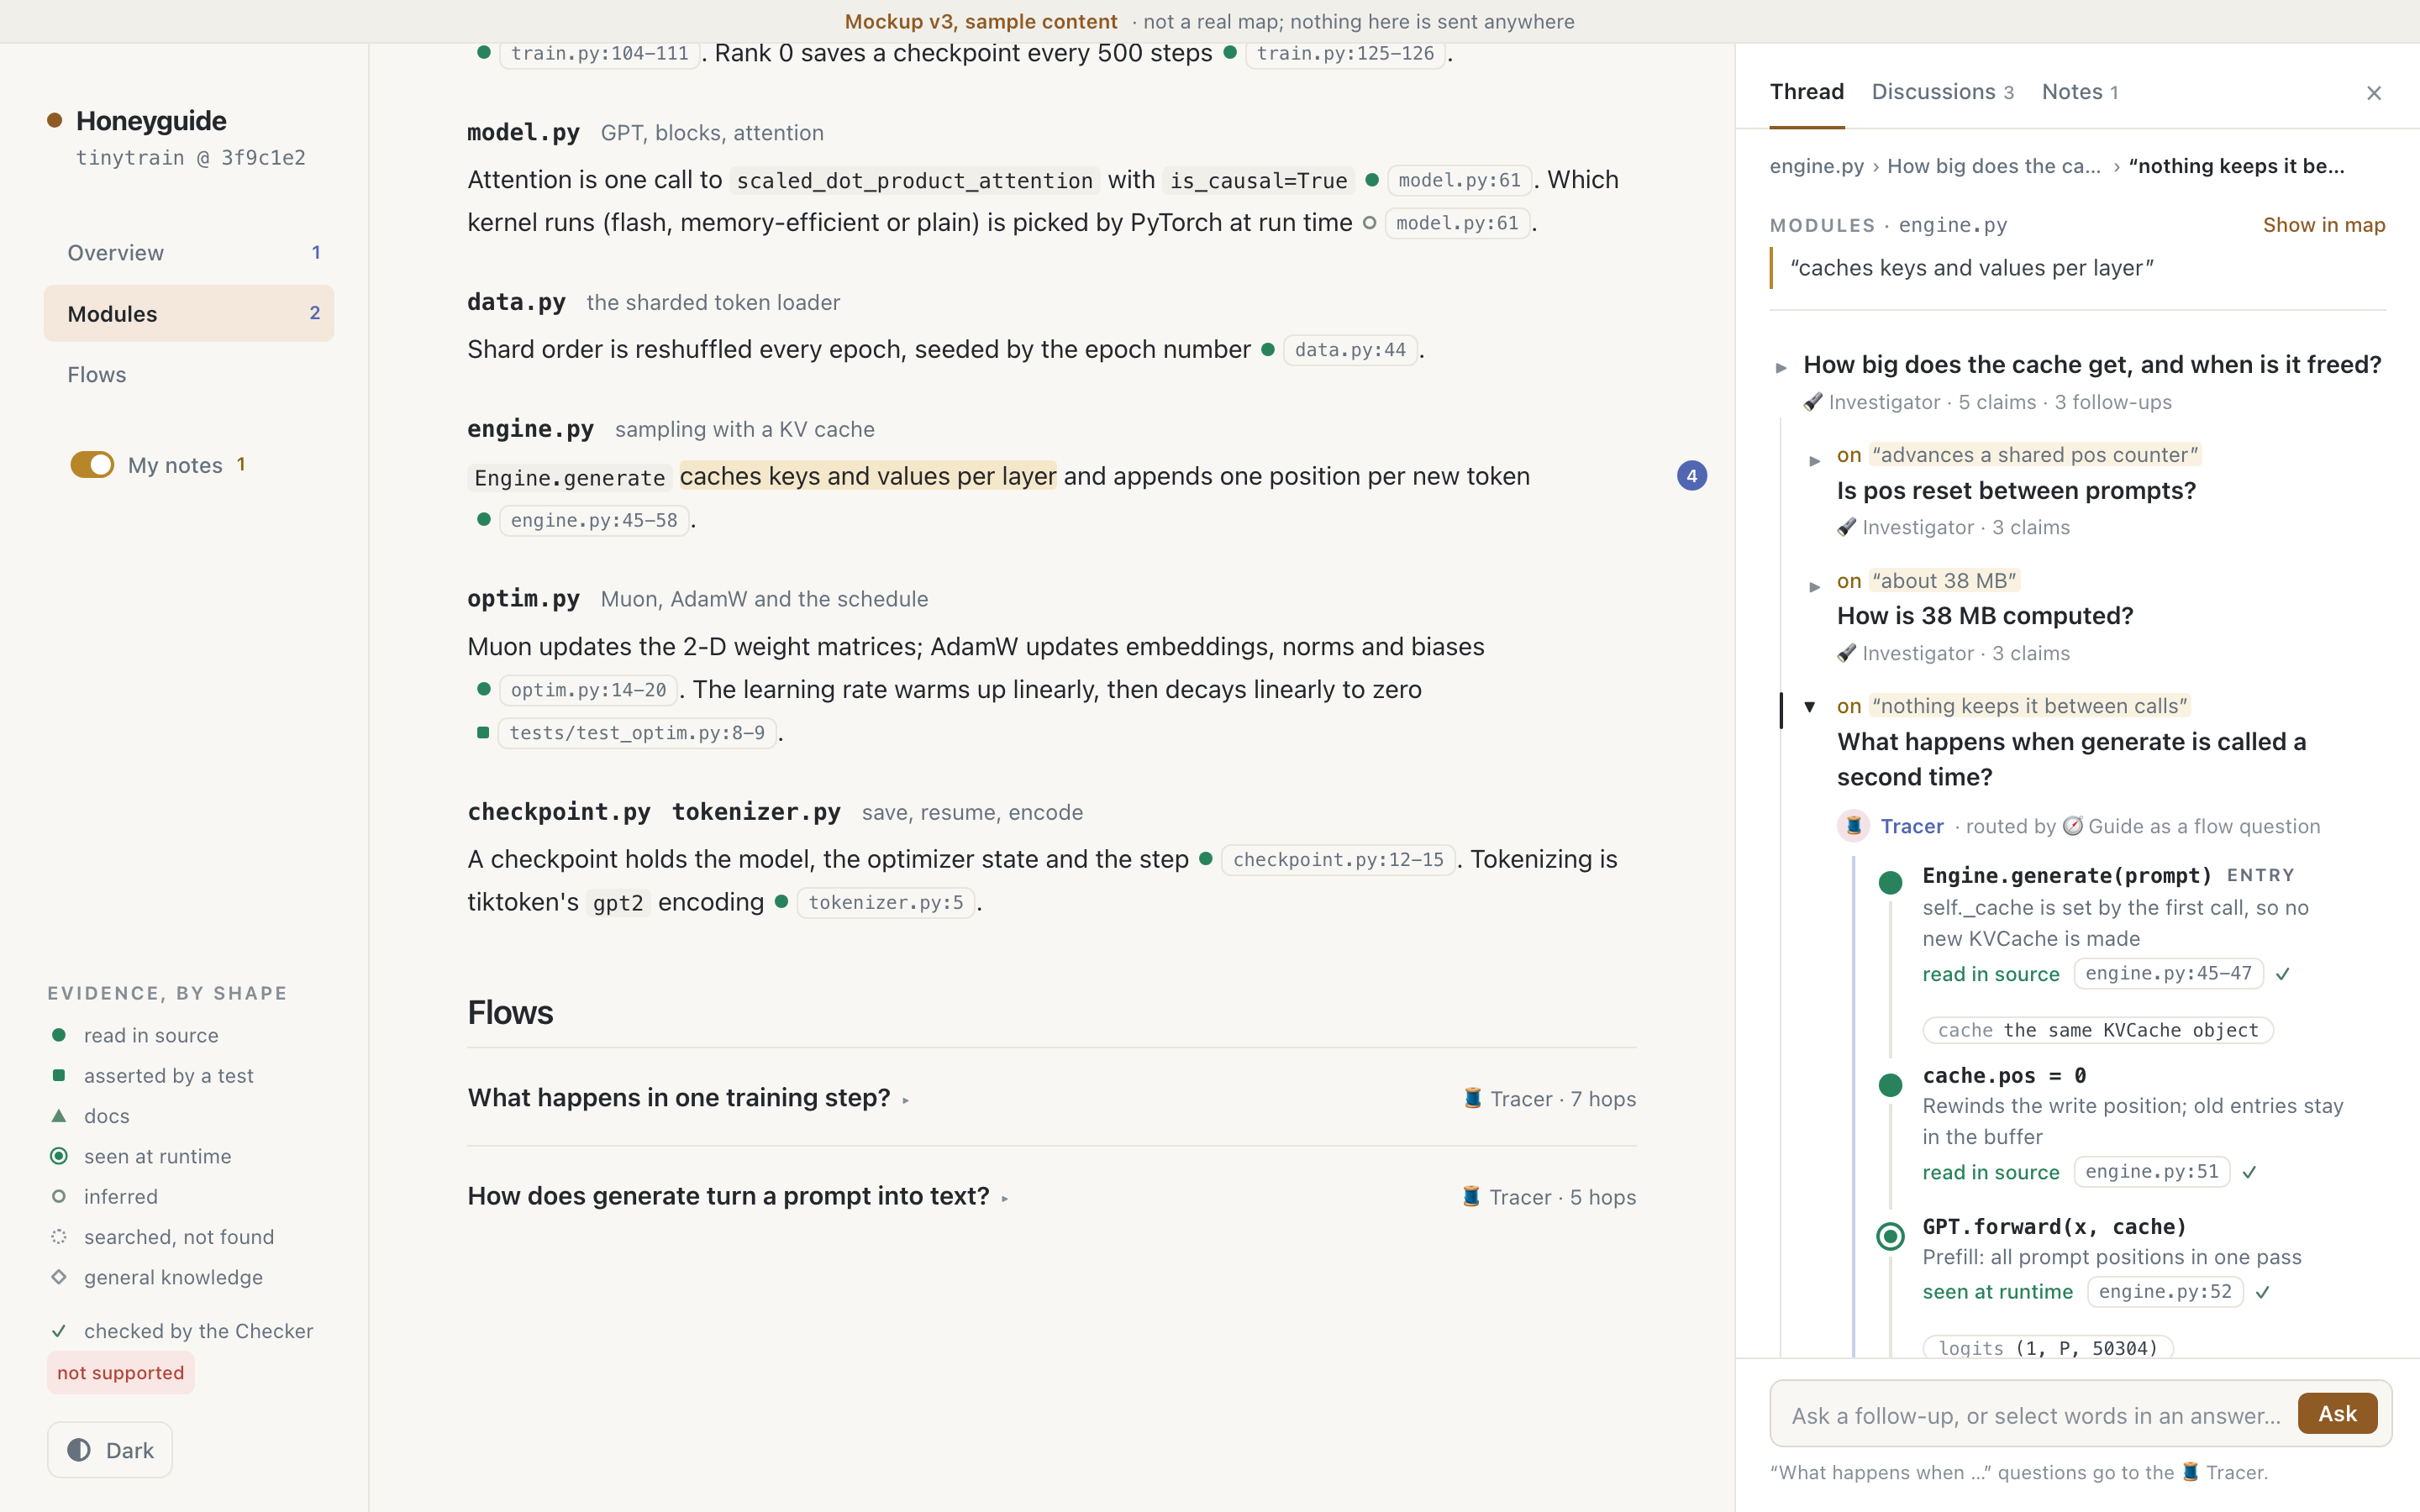 Mockup v3, sample content · not a real map; nothing here is sent anywhere
Honeyguide
tinytrain @ 3f9c1e2
Overview 1
Modules 2
Flows
My notes 1
EVIDENCE, BY SHAPE
read in source
asserted by a test
docs
seen at runtime
inferred
searched, not found
general knowledge
checked by the Checker
not supported
Dark
train.py:104–111. Rank 0 saves a checkpoint every 500 steps train.py:125–126.
model.py GPT, blocks, attention
Attention is one call to scaled_dot_product_attention with is_causal=True model.py:61. Which
kernel runs (flash, memory-efficient or plain) is picked by PyTorch at run time model.py:61.
data.py the sharded token loader
Shard order is reshuffled every epoch, seeded by the epoch number data.py:44.
engine.py sampling with a KV cache
Engine.generate caches keys and values per layer and appends one position per new token
4
engine.py:45–58.
optim.py Muon, AdamW and the schedule
Muon updates the 2-D weight matrices; AdamW updates embeddings, norms and biases
optim.py:14–20. The learning rate warms up linearly, then decays linearly to zero
tests/test_optim.py:8–9.
checkpoint.py tokenizer.py save, resume, encode
A checkpoint holds the model, the optimizer state and the step checkpoint.py:12–15. Tokenizing is
tiktoken's gpt2 encoding tokenizer.py:5.
Flows
What happens in one training step? Tracer · 7 hops
How does generate turn a prompt into text? Tracer · 5 hops
Thread Discussions 3 Notes 1 ×
engine.py › How big does the ca... › “nothing keeps it be...
MODULES · engine.py Show in map
“caches keys and values per layer”
How big does the cache get, and when is it freed?
Investigator · 5 claims · 3 follow-ups
on “advances a shared pos counter”
Is pos reset between prompts?
Investigator · 3 claims
on “about 38 MB”
How is 38 MB computed?
Investigator · 3 claims
on “nothing keeps it between calls”
What happens when generate is called a
second time?
Tracer · routed by Guide as a flow question
Engine.generate(prompt) ENTRY
self._cache is set by the first call, so no
new KVCache is made
read in source engine.py:45–47 ✓
cache the same KVCache object
cache.pos = 0
Rewinds the write position; old entries stay
in the buffer
read in source engine.py:51 ✓
GPT.forward(x, cache)
Prefill: all prompt positions in one pass
seen at runtime engine.py:52 ✓
logits (1, P, 50304)
Ask a follow-up, or select words in an answer... Ask
“What happens when …” questions go to the Tracer.